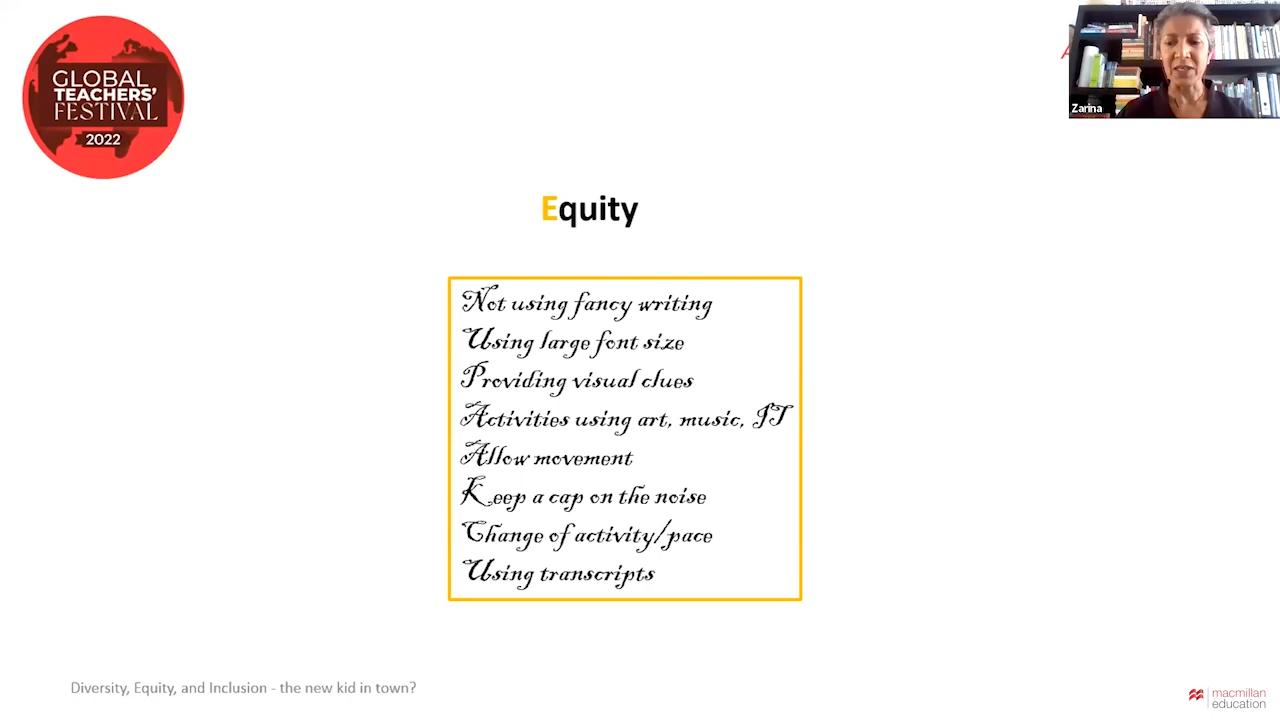 GLOBAL
TEACHERS'
FESTIVAL
2022
Zarina
Equity
Not using fancy writing
Using large font size
Providing visual clues
Activities using art, music, IT
Allow movement
Keep a cap on the noise
Change of activity/pace
Using transcripts
Diversity, Equity, and Inclusion - the new kid in town?
macmillan
education